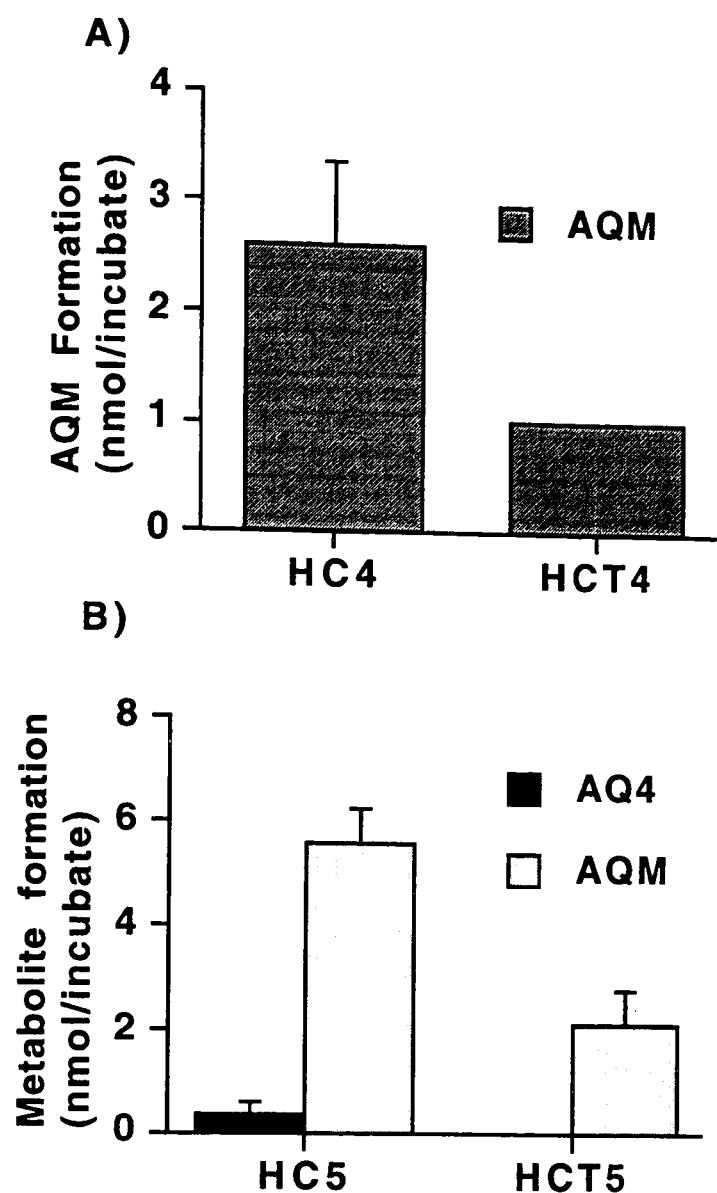 A)
AQM Formation
(nmol/incubate)
4
3
2
1
0
AQM
HC4
HCT4
B)
Metabolite formation
(nmol/incubate)
8
6
4
2
0
AQ4
AQM
HC5
HCT5